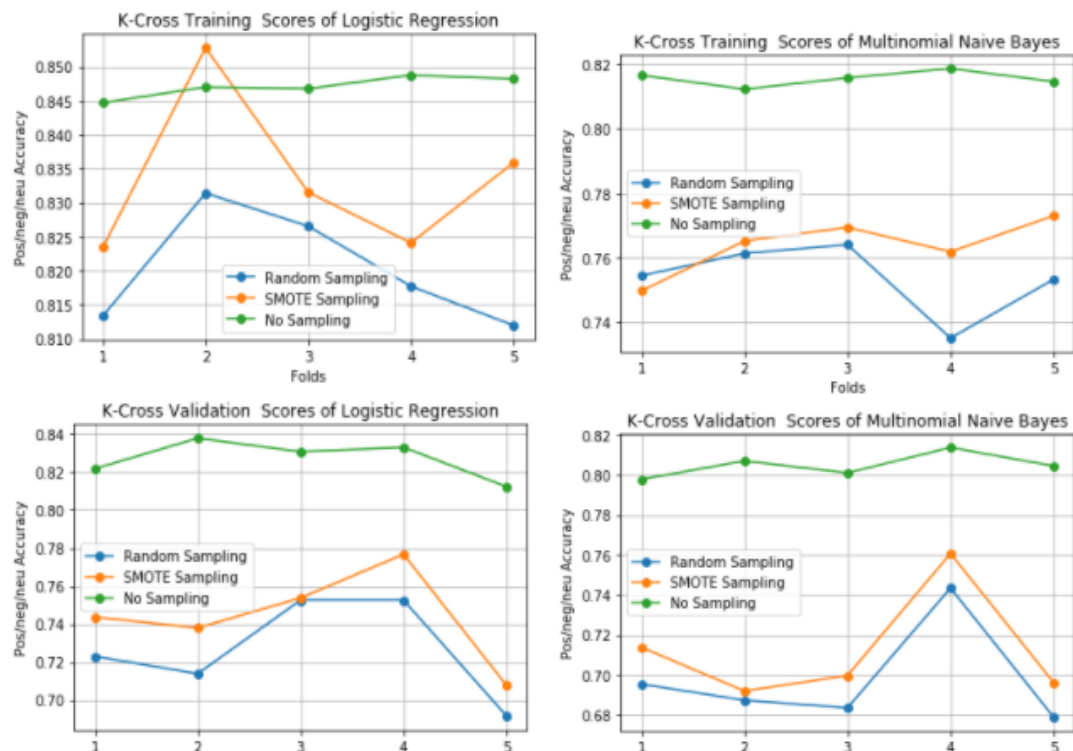 K-Cross Training Scores of Logistic Regression
Pos/neg/neu Accuracy
0.850
0.845
0.840
0.835
0.830
0.825
0.820
0.815
0.810
Random Sampling
SMOTE Sampling
No Sampling
1 2 3 4 5
Folds
K-Cross Training Scores of Multinomial Naive Bayes
Pos/neg/neu Accuracy
0.82
0.80
0.78
0.76
0.74
Random Sampling
SMOTE Sampling
No Sampling
1 2 3 4 5
Folds
K-Cross Validation Scores of Logistic Regression
Pos/neg/neu Accuracy
0.84
0.82
0.80
0.78
0.76
0.74
0.72
0.70
Random Sampling
SMOTE Sampling
No Sampling
1 2 3 4 5
K-Cross Validation Scores of Multinomial Naive Bayes
Pos/neg/neu Accuracy
0.82
0.80
0.78
0.76
0.74
0.72
0.70
0.68
Random Sampling
SMOTE Sampling
No Sampling
1 2 3 4 5